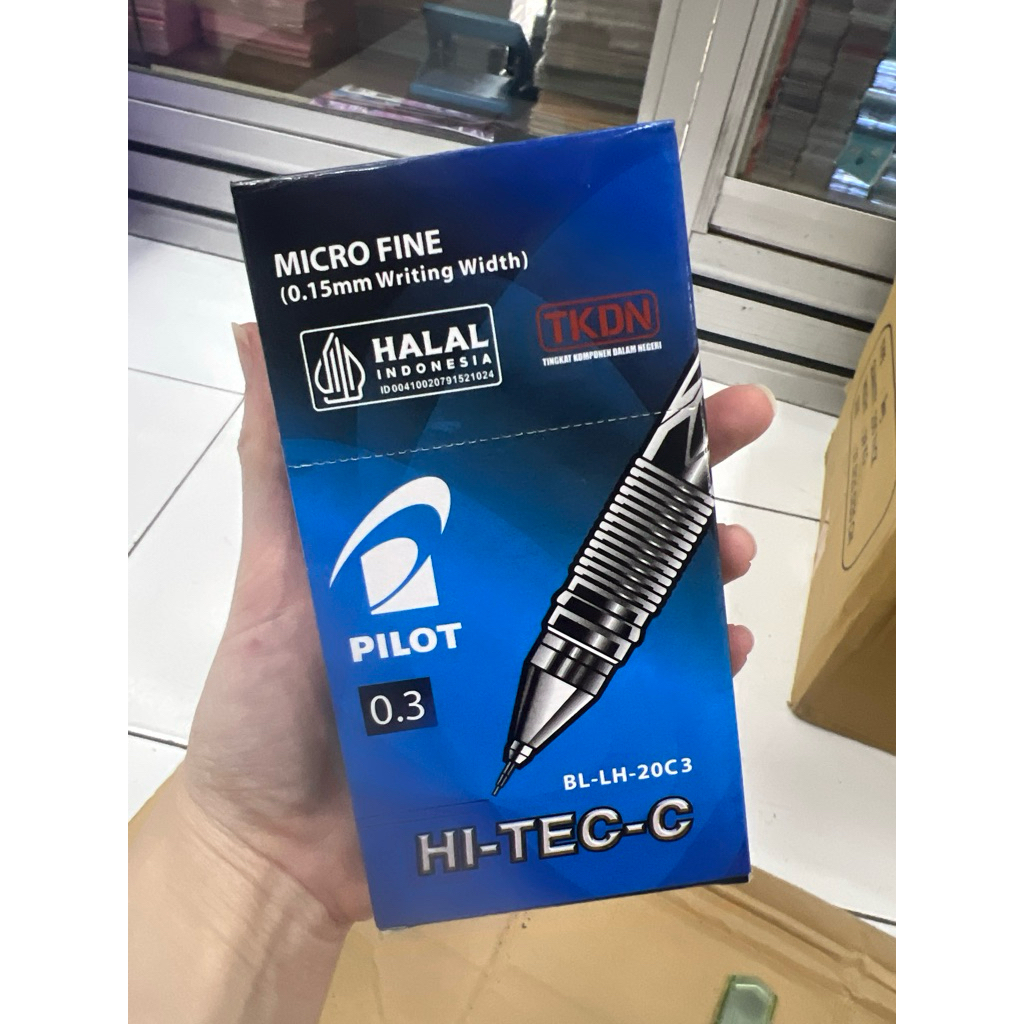 MICRO FINE
(0.15mm Writing Width)
HALAL
INDONESIA
ID00410020791521024
TKDN
TINGKAT KOMPONEN DALAM NEGERI
PILOT
0.3
BL-LH-20C3
HI-TEC-C